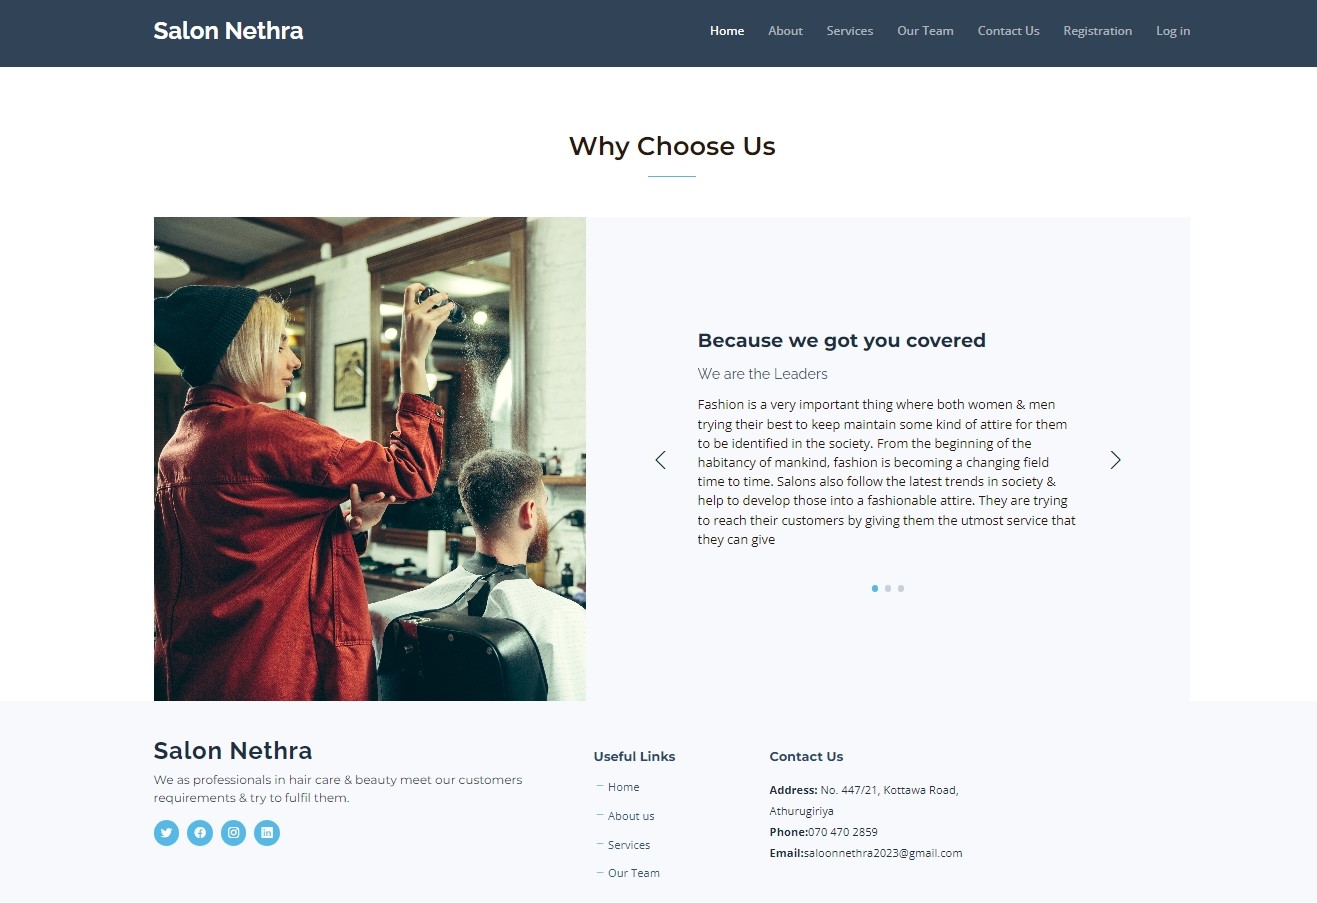 Salon Nethra
Home About Services Our Team Contact Us Registration Log in
Why Choose Us
Because we got you covered
We are the Leaders
Fashion is a very important thing where both women & men
trying their best to keep maintain some kind of attire for them
to be identified in the society. From the beginning of the
habitancy of mankind, fashion is becoming a changing field
time to time. Salons also follow the latest trends in society &
help to develop those into a fashionable attire. They are trying
to reach their customers by giving them the utmost service that
they can give
Salon Nethra
We as professionals in hair care & beauty meet our customers
requirements & try to fulfil them.
Useful Links
Home
About us
Services
Our Team
Contact Us
Address: No. 447/21, Kottawa Road,
Athurugiriya
Phone:070 470 2859
Email:saloonnethra2023@gmail.com